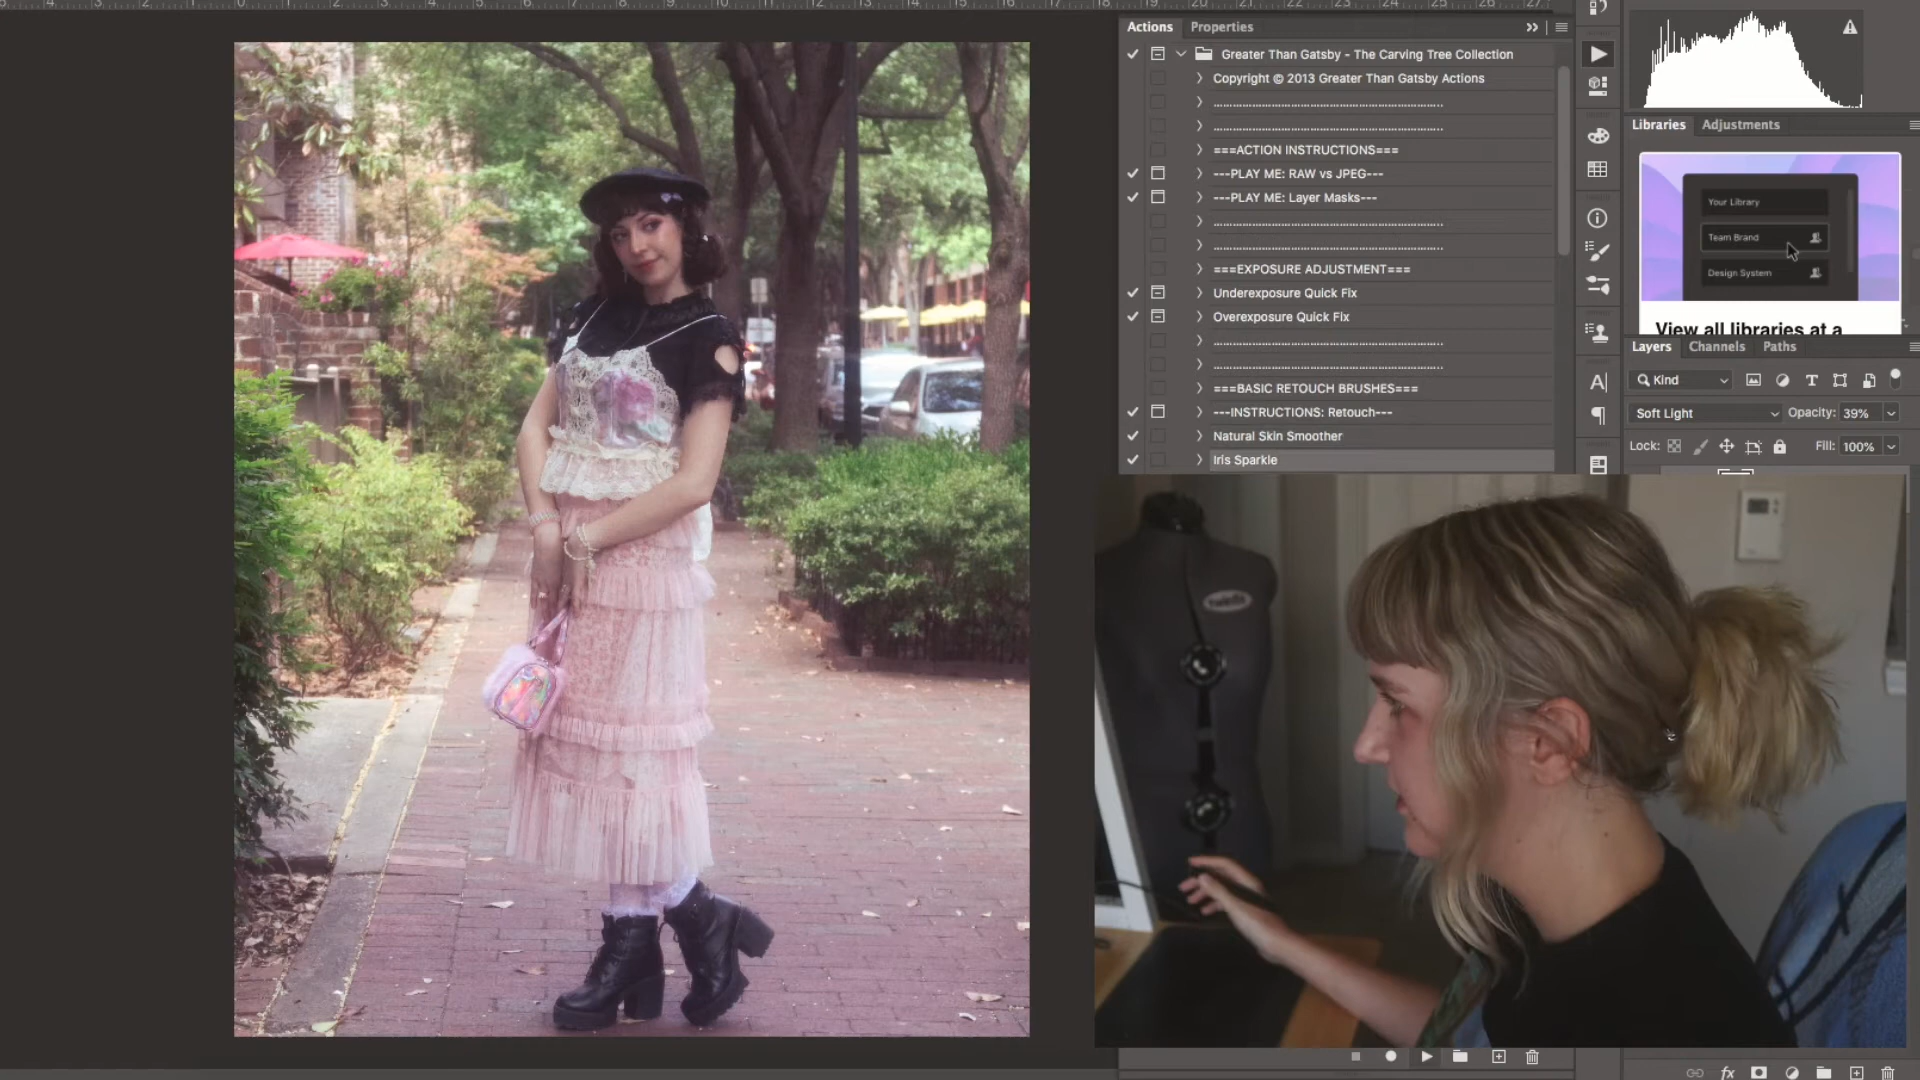 Actions Properties
Greater Than Gatsby - The Carving Tree Collection
Copyright © 2013 Greater Than Gatsby Actions
===ACTION INSTRUCTIONS===
---PLAY ME: RAW vs JPEG---
---PLAY ME: Layer Masks---
===EXPOSURE ADJUSTMENT===
Underexposure Quick Fix
Overexposure Quick Fix
===BASIC RETOUCH BRUSHES===
---INSTRUCTIONS: Retouch---
Natural Skin Smoother
Iris Sparkle
Libraries Adjustments
Your Library
Team Brand
Design System
View all libraries at a
Layers Channels Paths
Kind
Soft Light Opacity: 39%
Lock: Fill: 100%
fx